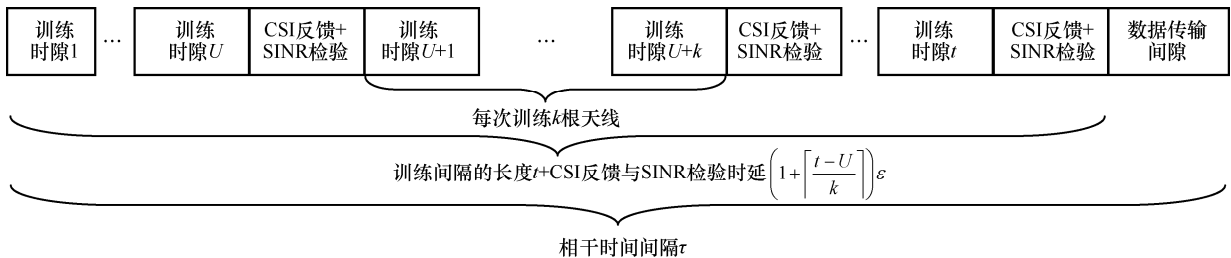 训练 … 训练 CSI反馈+ 训练 … 训练 CSI反馈+ … 训练 CSI反馈+ 数据传输
时隙1 时隙U SINR检验 时隙U+1 时隙U+k SINR检验 时隙t SINR检验 间隙
每次训练k根天线
训练间隔的长度t+CSI反馈与SINR检验时延(1+⌈(t−U)/k⌉)ε
相干时间间隔τ